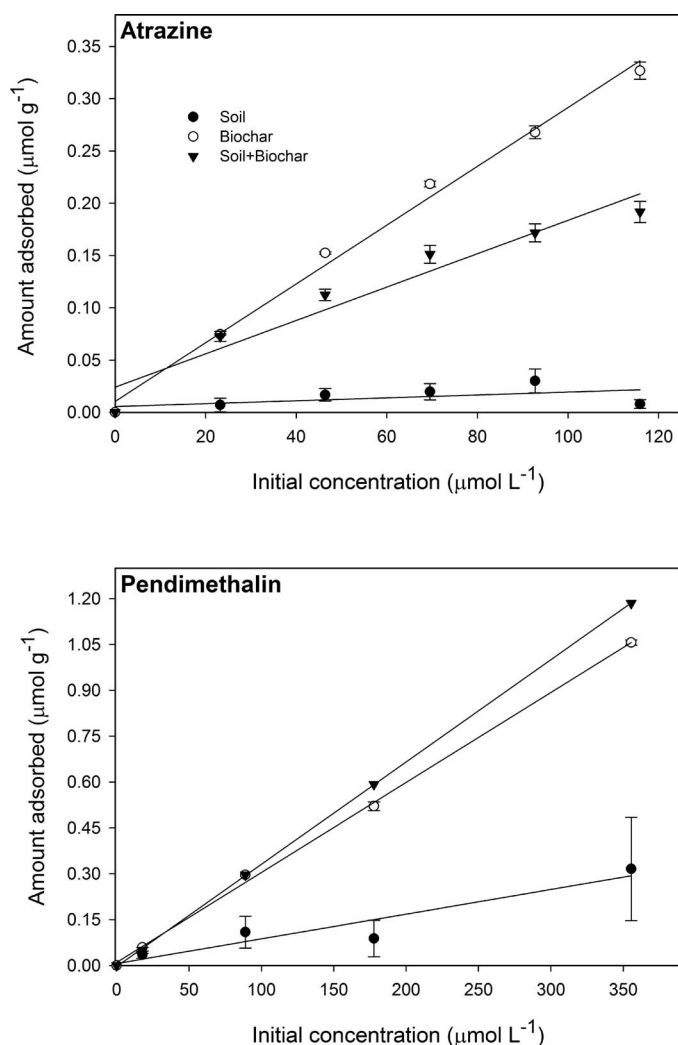 Atrazine
0.35
0.30
0.25
0.20
0.15
0.10
0.05
0.00
Amount adsorbed (µmol g⁻¹)
Soil
Biochar
Soil+Biochar
0 20 40 60 80 100 120
Initial concentration (µmol L⁻¹)
Pendimethalin
1.20
1.05
0.90
0.75
0.60
0.45
0.30
0.15
0.00
Amount adsorbed (µmol g⁻¹)
0 50 100 150 200 250 300 350
Initial concentration (µmol L⁻¹)